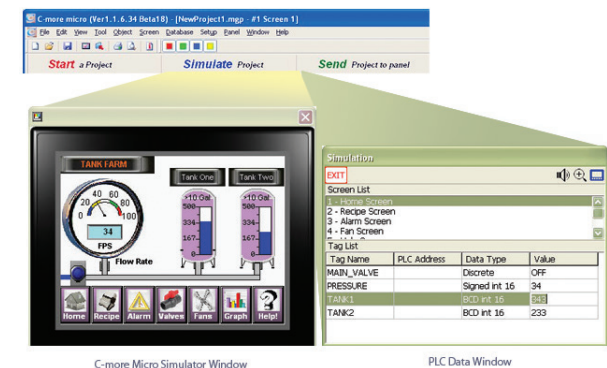 C-more micro (Ver1.1.6.34 Beta18) - [NewProject1.mgp - #1 Screen 1]
File Edit View Tool Object Screen Database Setup Panel Window Help
Start a Project Simulate Project Send Project to panel
TANK FARM
Tank One Tank Two
×10 Gal. ×10 Gal.
500 500
334 334
167 167
0 0
0 20 40 60 80 100
34
FPS
Flow Rate
Home Recipe Alarm Valves Fans Graph Help!
C-more Micro Simulator Window
Simulation
EXIT
Screen List
1 - Home Screen
2 - Recipe Screen
3 - Alarm Screen
4 - Fan Screen
Tag List
Tag Name PLC Address Data Type Value
MAIN_VALVE Discrete OFF
PRESSURE Signed int 16 34
TANK1 BCD int 16 343
TANK2 BCD int 16 233
PLC Data Window